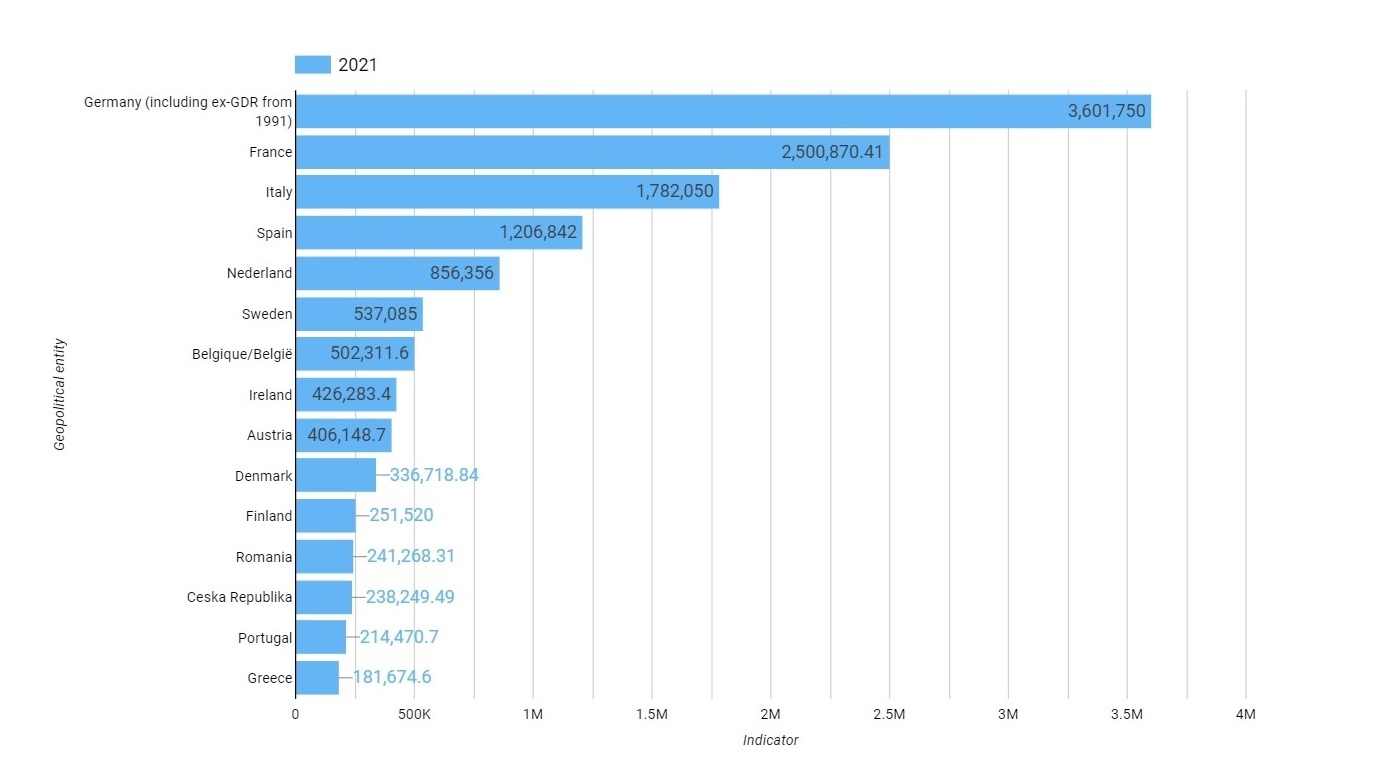 2021
Germany (including ex-GDR from
1991)
3,601,750
France
2,500,870.41
Italy
1,782,050
Spain
1,206,842
Nederland
856,356
Sweden
537,085
Belgique/België
502,311.6
Ireland
426,283.4
Austria
406,148.7
Denmark
336,718.84
Finland
251,520
Romania
241,268.31
Ceska Republika
238,249.49
Portugal
214,470.7
Greece
181,674.6
Geopolitical entity
0
500K
1M
1.5M
2M
2.5M
3M
3.5M
4M
Indicator